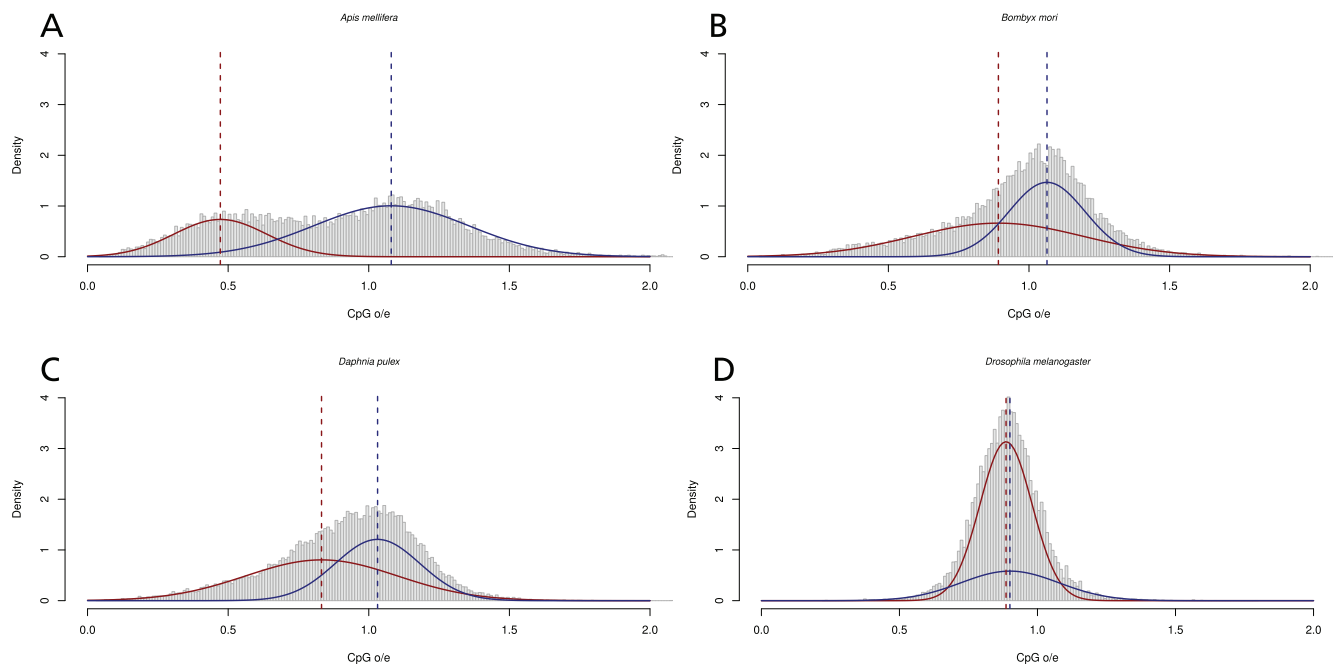 A
Apis mellifera
4
3
2
1
0
Density
0.0 0.5 1.0 1.5 2.0
CpG o/e
B
Bombyx mori
4
3
2
1
0
Density
0.0 0.5 1.0 1.5 2.0
CpG o/e
C
Daphnia pulex
4
3
2
1
0
Density
0.0 0.5 1.0 1.5 2.0
CpG o/e
D
Drosophila melanogaster
4
3
2
1
0
Density
0.0 0.5 1.0 1.5 2.0
CpG o/e